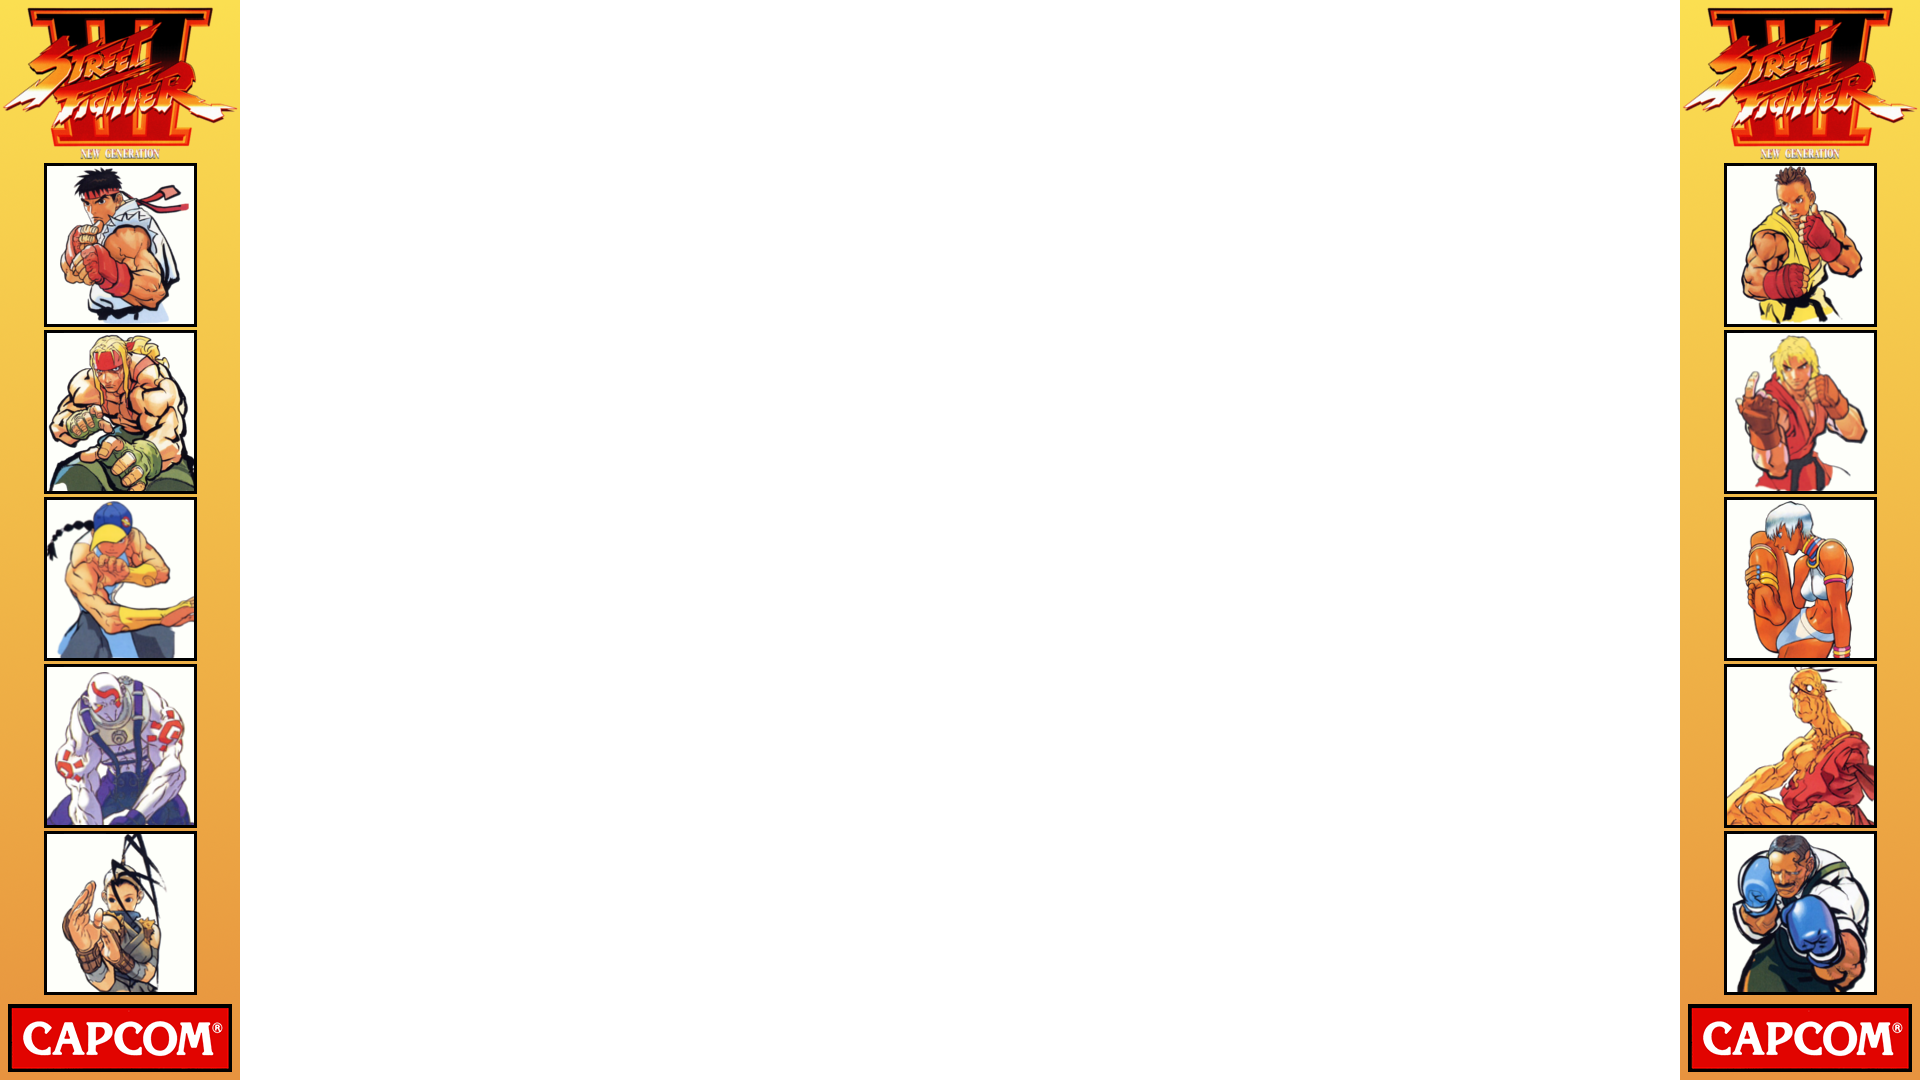 III
STREET
FIGHTER
NEW GENERATION
CAPCOM®
III
STREET
FIGHTER
NEW GENERATION
CAPCOM®